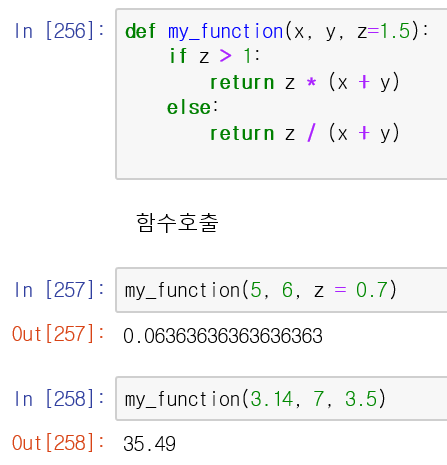 In [256]: def my_function(x, y, z=1.5):
    if z > 1:
        return z * (x + y)
    else:
        return z / (x + y)
함수호출
In [257]: my_function(5, 6, z = 0.7)
Out[257]: 0.06363636363636363
In [258]: my_function(3.14, 7, 3.5)
Out[258]: 35.49